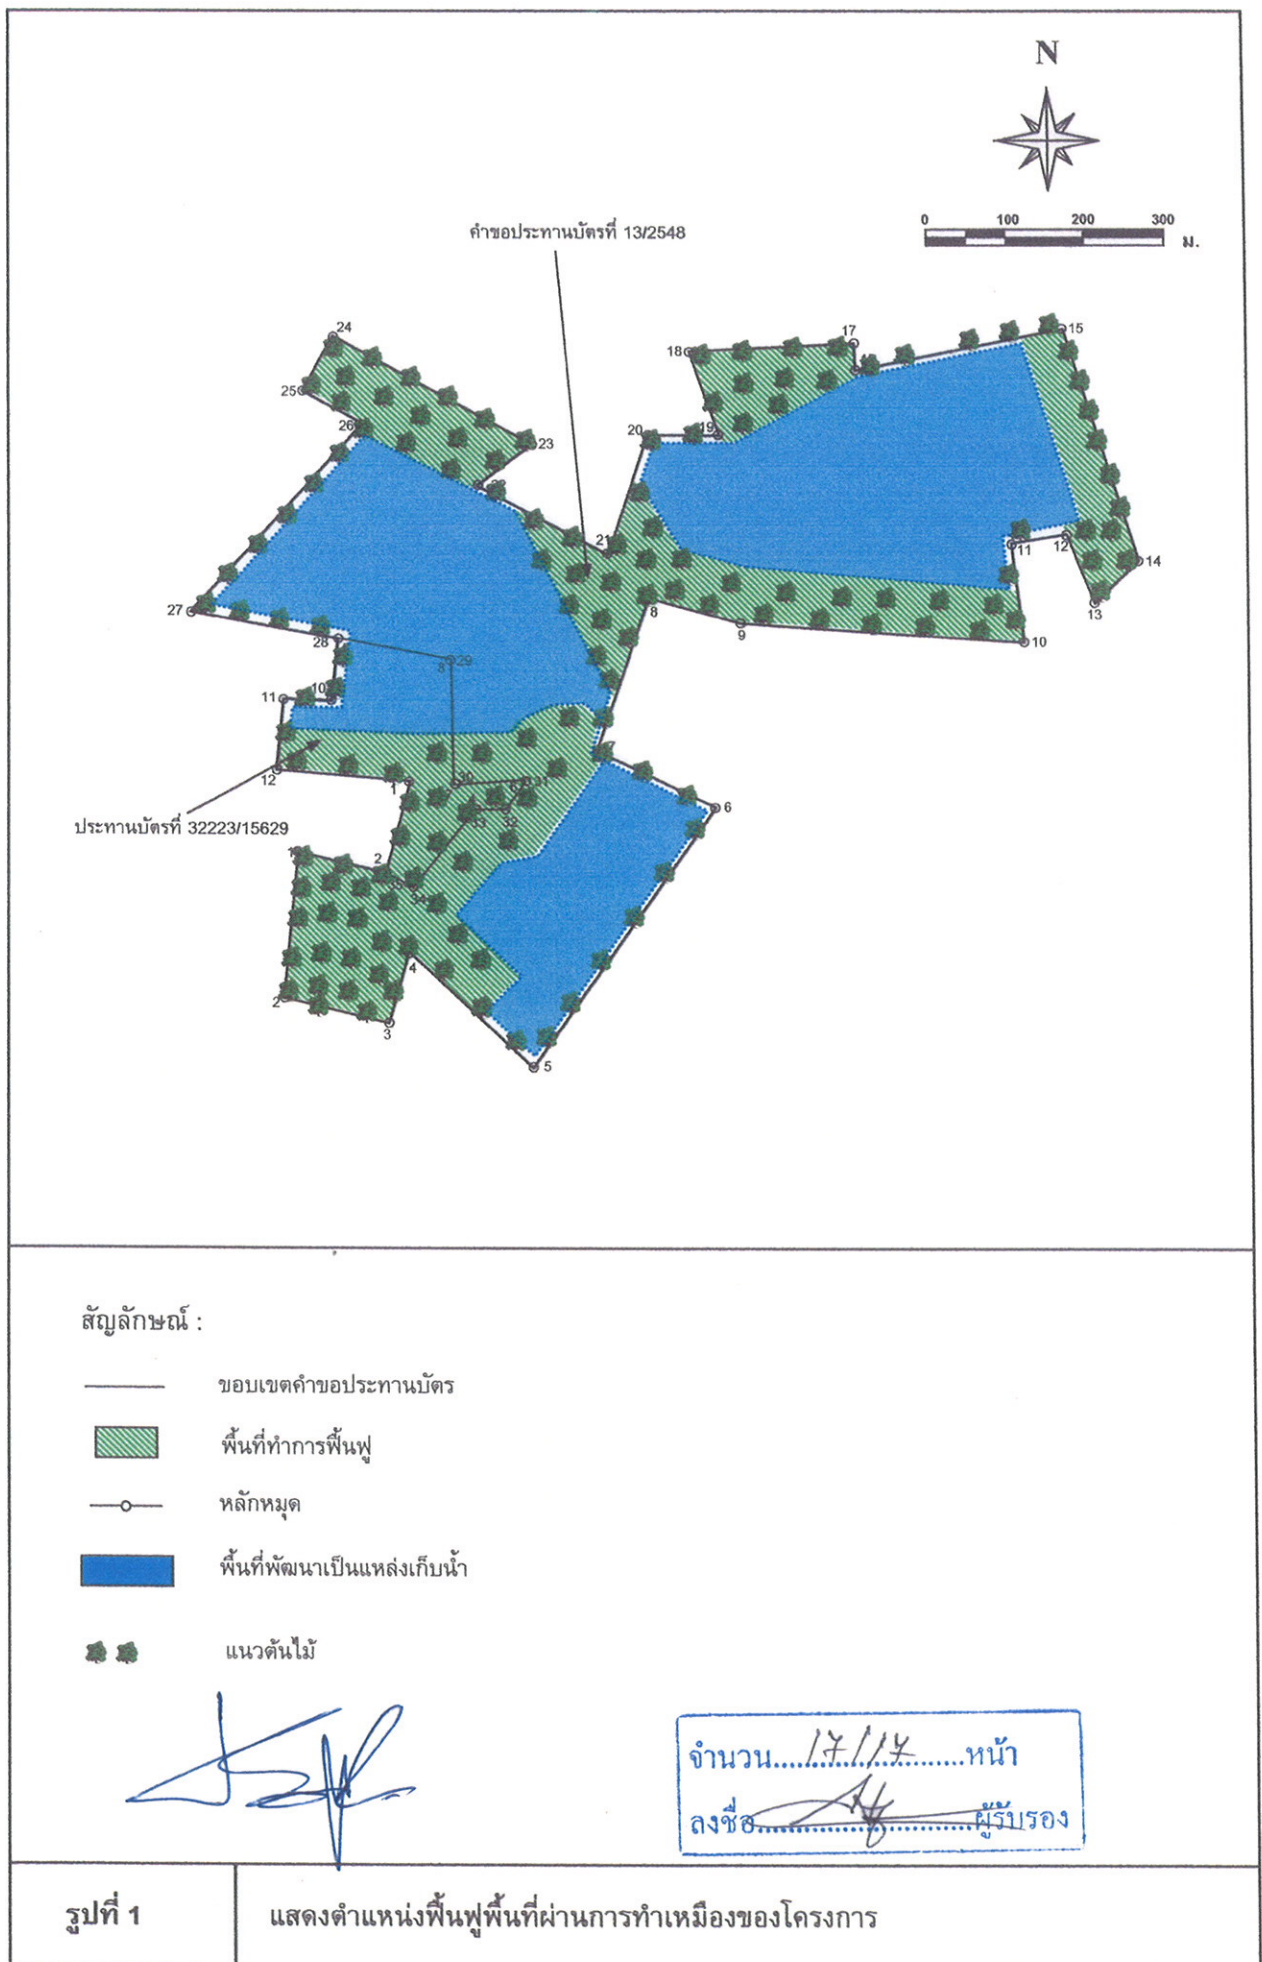 N
0 100 200 300
ม.
คำขอประทานบัตรที่ 13/2548
24
17
15
18
25
26
23
20
19
21
11
12
14
27
8
13
9
10
28
8
29
11
10
12
1
30
31
6
33
32
ประทานบัตรที่ 32223/15629
1
2
35
34
4
2
3
5
สัญลักษณ์ :
ขอบเขตคำขอประทานบัตร
พื้นที่ทำการฟื้นฟู
หลักหมุด
พื้นที่พัฒนาเป็นแหล่งเก็บน้ำ
แนวต้นไม้
จำนวน....17/17....หน้า
ลงชื่อ........ผู้รับรอง
รูปที่ 1
แสดงตำแหน่งฟื้นฟูพื้นที่ผ่านการทำเหมืองของโครงการ